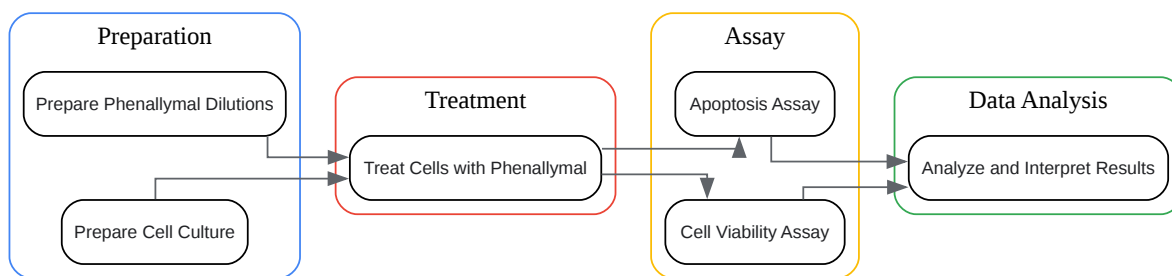 Preparation
Prepare Phenallymal Dilutions
Prepare Cell Culture
Treatment
Treat Cells with Phenallymal
Assay
Apoptosis Assay
Cell Viability Assay
Data Analysis
Analyze and Interpret Results